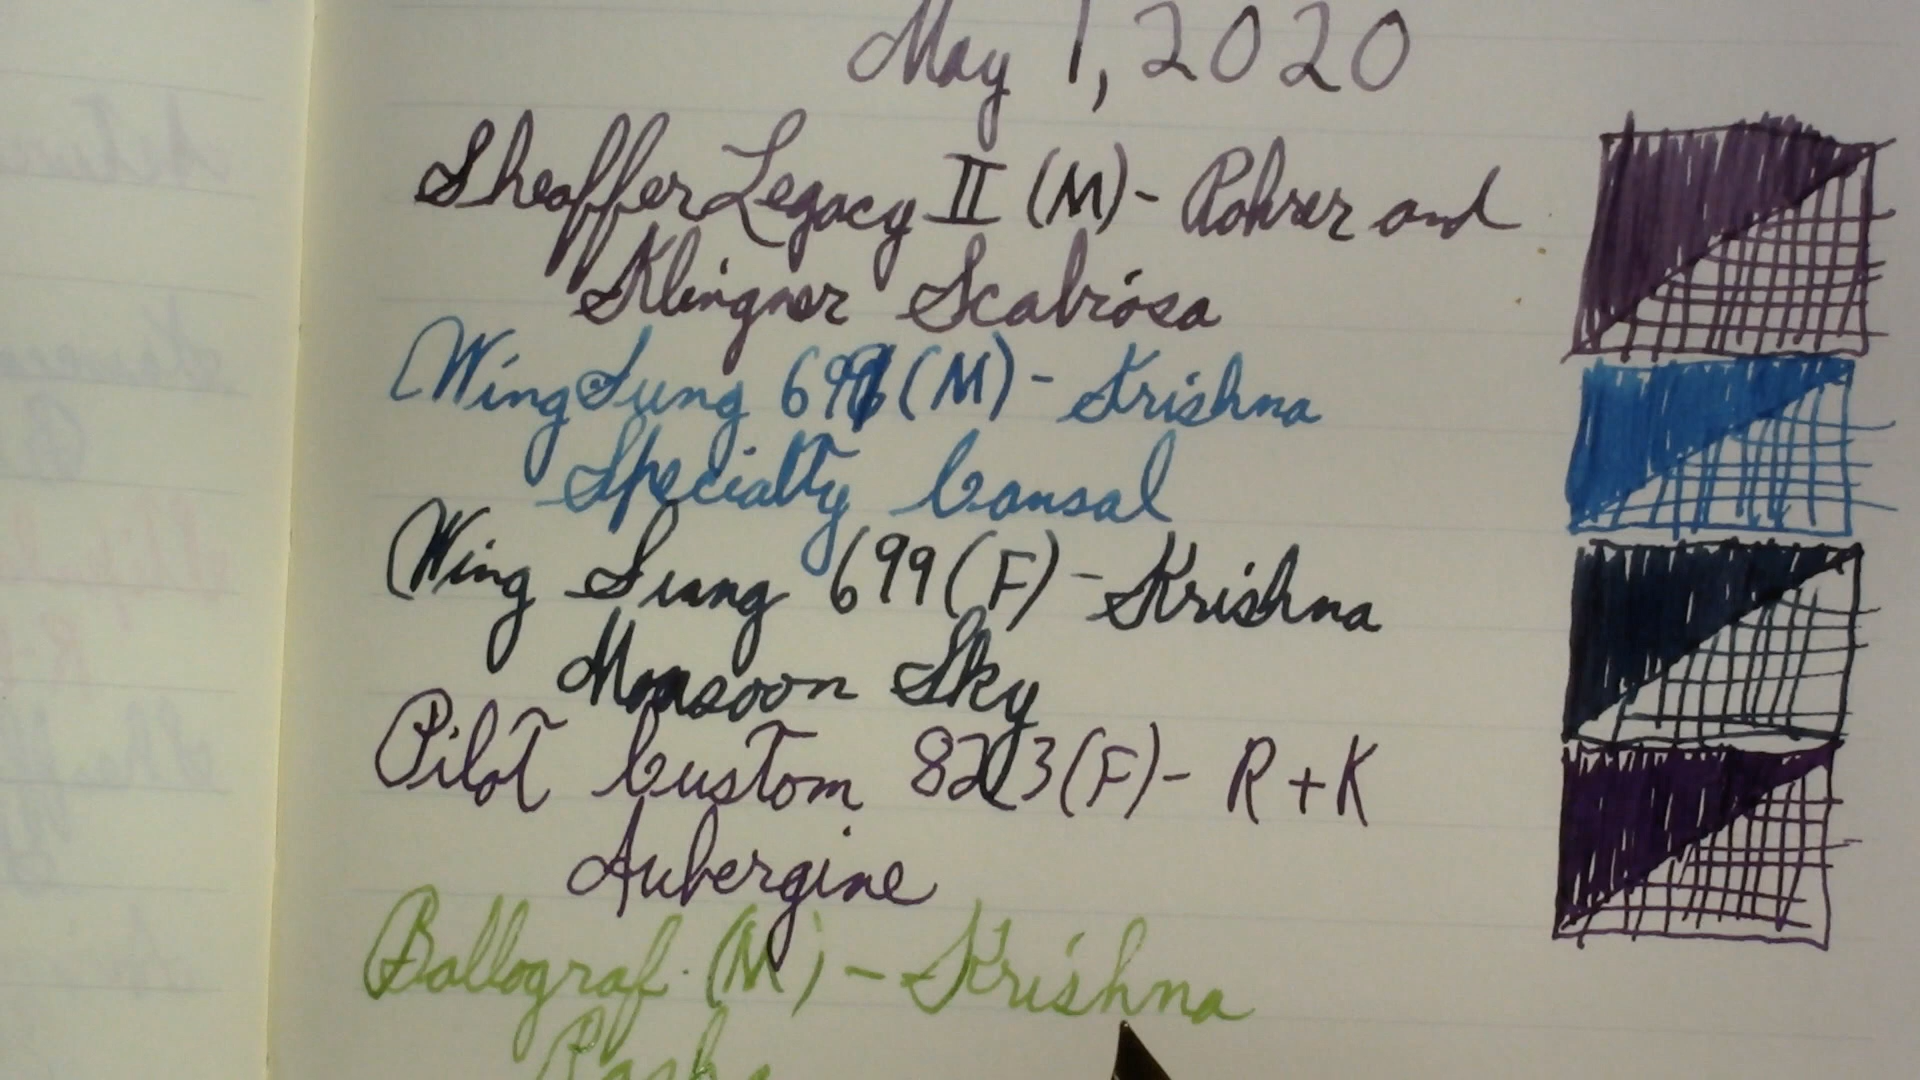 May 1, 2020
Sheaffer Legacy II (M) - Rohrer and
Klingner Scabiosa
Wing Sung 698 (M) - Krishna
Specialty Cansal
Wing Sung 699 (F) - Krishna
Monsoon Sky
Pilot Custom 823 (F) - R + K
Aubergine
Ballograf (M) - Krishna